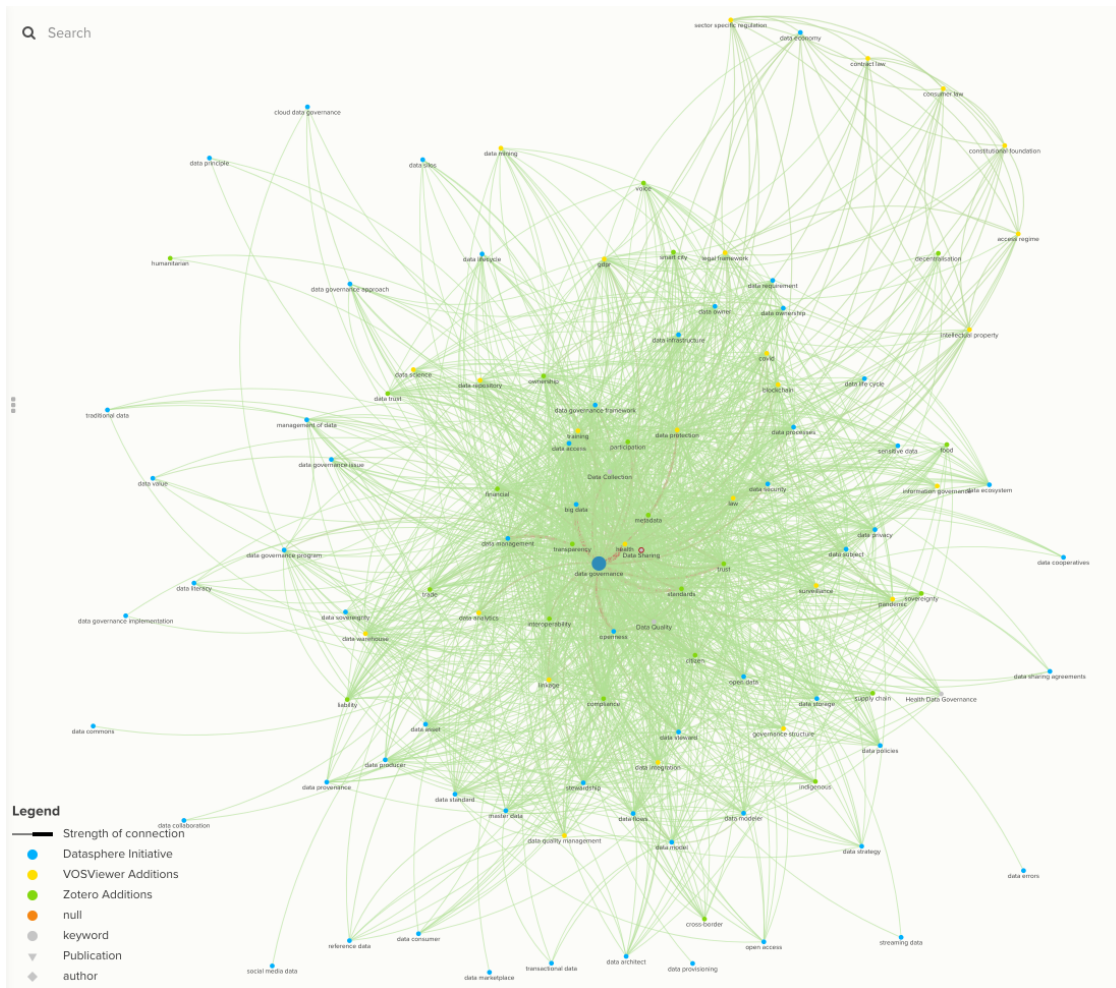 Search
sector specific regulation
data economy
contract law
consumer law
cloud data governance
data principle
data silos
data mining
constitutional foundation
voice
access regime
humanitarian
data lifecycle
gdpr
smart city
legal framework
decentralisation
data governance approach
data requirement
data owner
data ownership
data infrastructure
intellectual property
covid
data science
data repository
ownership
blockchain
data life cycle
data trust
traditional data
data governance framework
management of data
training
data protection
data processes
data access
participation
sensitive data
food
data governance issue
Data Collection
data value
financial
data security
information governance
data ecosystem
big data
law
metadata
data privacy
data management
transparency
health
Data Sharing
data subject
data governance program
data cooperatives
data governance
trust
data literacy
trade
standards
surveillance
pandemic
sovereignty
data governance implementation
data sovereignty
data analytics
interoperability
Data Quality
data warehouse
openness
citizen
data sharing agreements
linkage
open data
liability
compliance
data storage
supply chain
Health Data Governance
data commons
data asset
data steward
governance structure
data policies
data producer
data integration
data provenance
stewardship
indigenous
data standard
master data
data flows
data modeler
data collaboration
data quality management
data model
data strategy
data errors
cross-border
reference data
data consumer
open access
streaming data
social media data
data marketplace
transactional data
data architect
data provisioning
Legend
Strength of connection
Datasphere Initiative
VOSViewer Additions
Zotero Additions
null
keyword
Publication
author